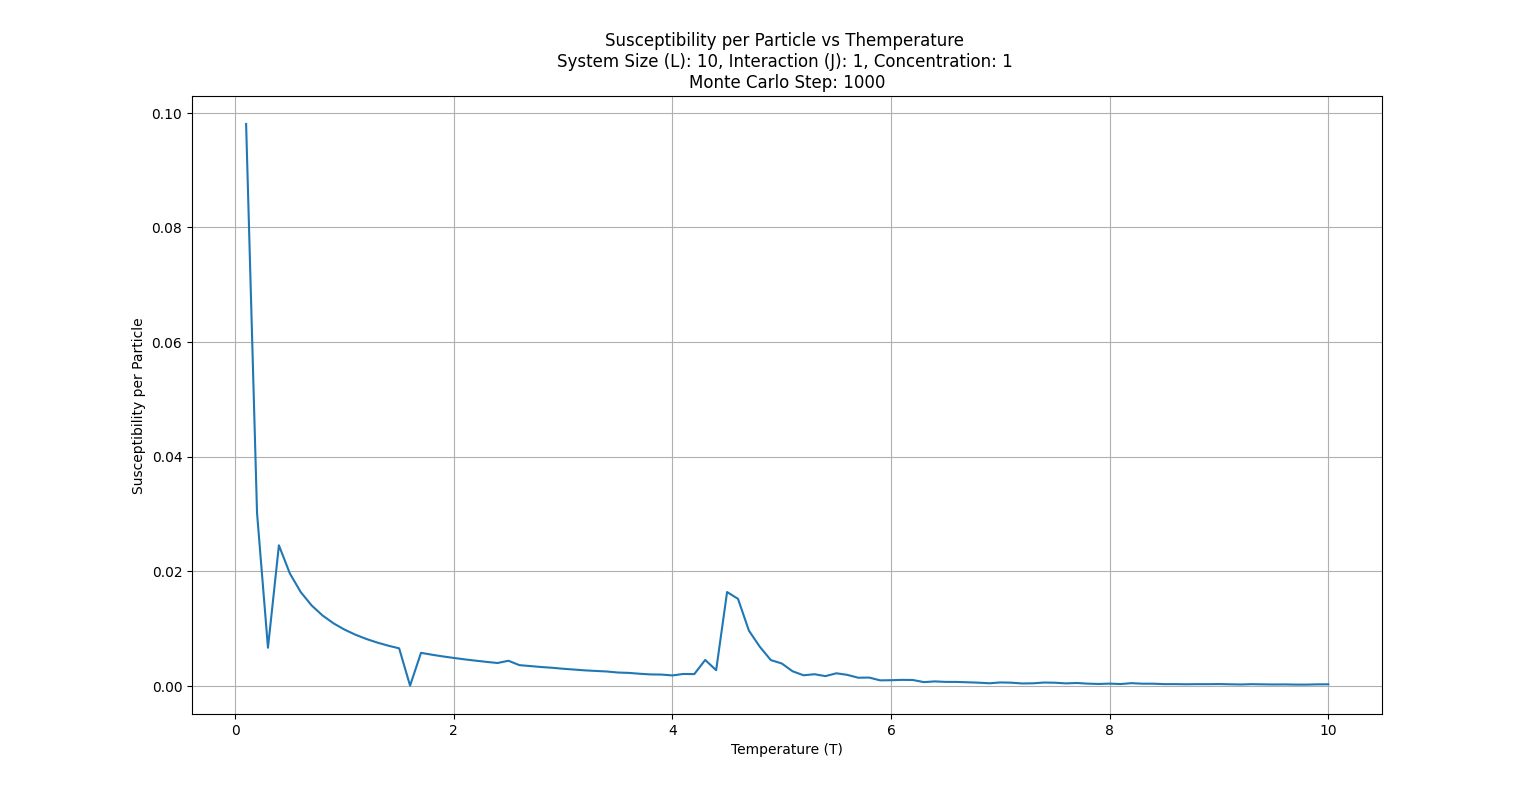 Susceptibility per Particle vs Themperature
System Size (L): 10, Interaction (J): 1, Concentration: 1
Monte Carlo Step: 1000
0.10
0.08
0.06
0.04
0.02
0.00
Susceptibility per Particle
0 2 4 6 8 10
Temperature (T)